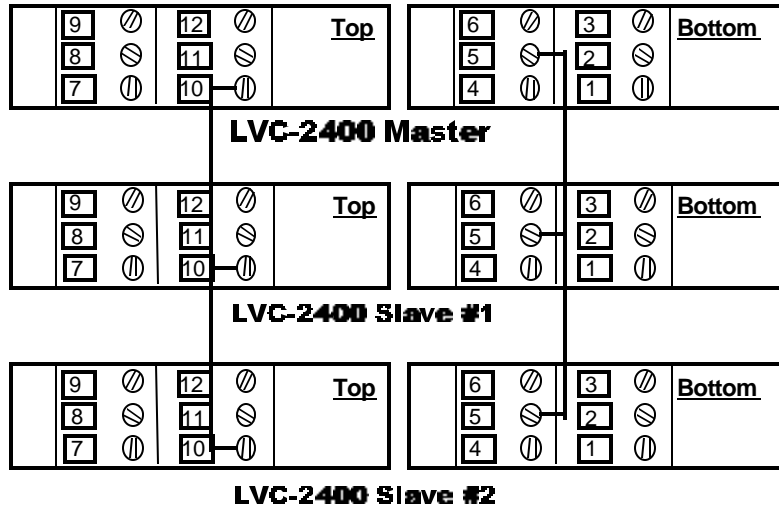 9 12 Top 6 3 Bottom
8 11 5 2
7 10 4 1
LVC-2400 Master
9 12 Top 6 3 Bottom
8 11 5 2
7 10 4 1
LVC-2400 Slave #1
9 12 Top 6 3 Bottom
8 11 5 2
7 10 4 1
LVC-2400 Slave #2